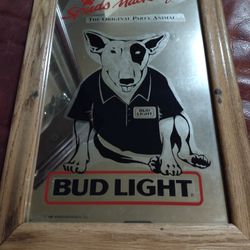 Spuds MacKenzie
THE ORIGINAL PARTY ANIMAL
BUD
LIGHT
BUD LIGHT